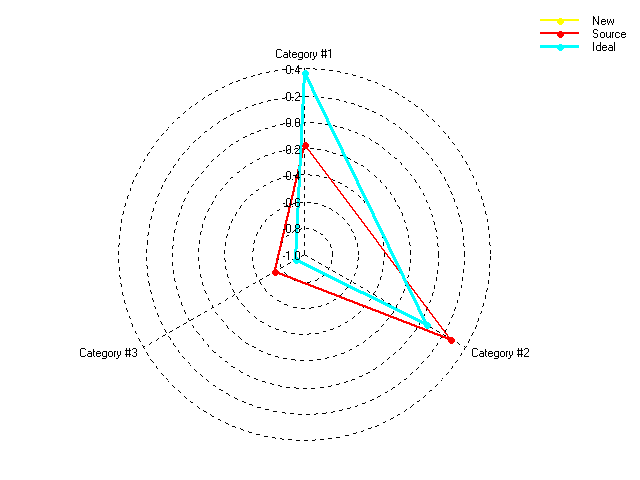 New
Source
Ideal
Category #1
0.4
0.2
0.0
-0.2
-0.4
-0.6
-0.8
-1.0
Category #3
Category #2